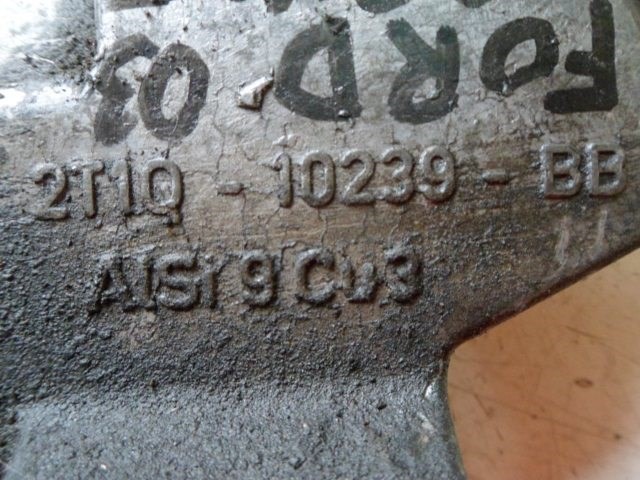 FORD 03
2T1Q - 10239 - BB
AlSi9Cu3